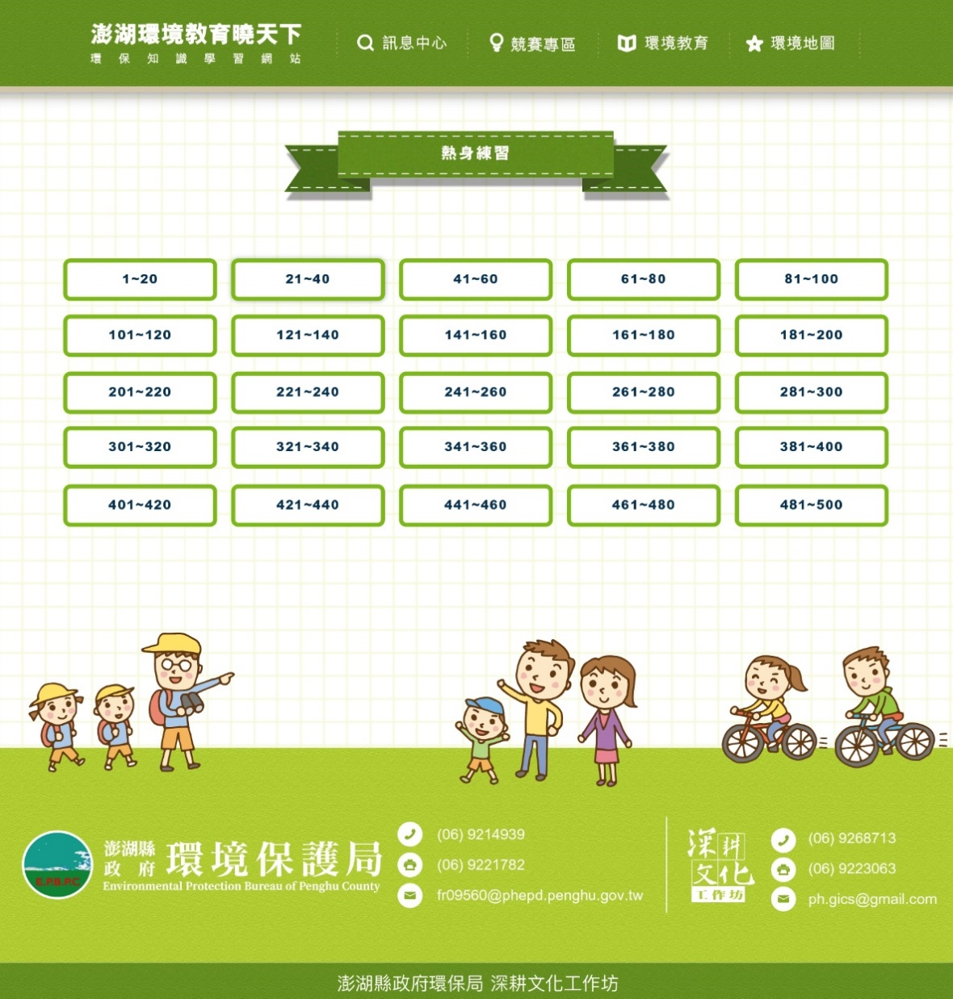 澎湖環境教育曉天下
環保知識學習網站
訊息中心
競賽專區
環境教育
環境地圖
熱身練習
1~20
21~40
41~60
61~80
81~100
101~120
121~140
141~160
161~180
181~200
201~220
221~240
241~260
261~280
281~300
301~320
321~340
341~360
361~380
381~400
401~420
421~440
441~460
461~480
481~500
E.P.B.P.C
澎湖縣
政府
環境保護局
Environmental Protection Bureau of Penghu County
(06) 9214939
(06) 9221782
fr09560@phepd.penghu.gov.tw
深耕
文化
工作坊
(06) 9268713
(06) 9223063
ph.gics@gmail.com
澎湖縣政府環保局 深耕文化工作坊